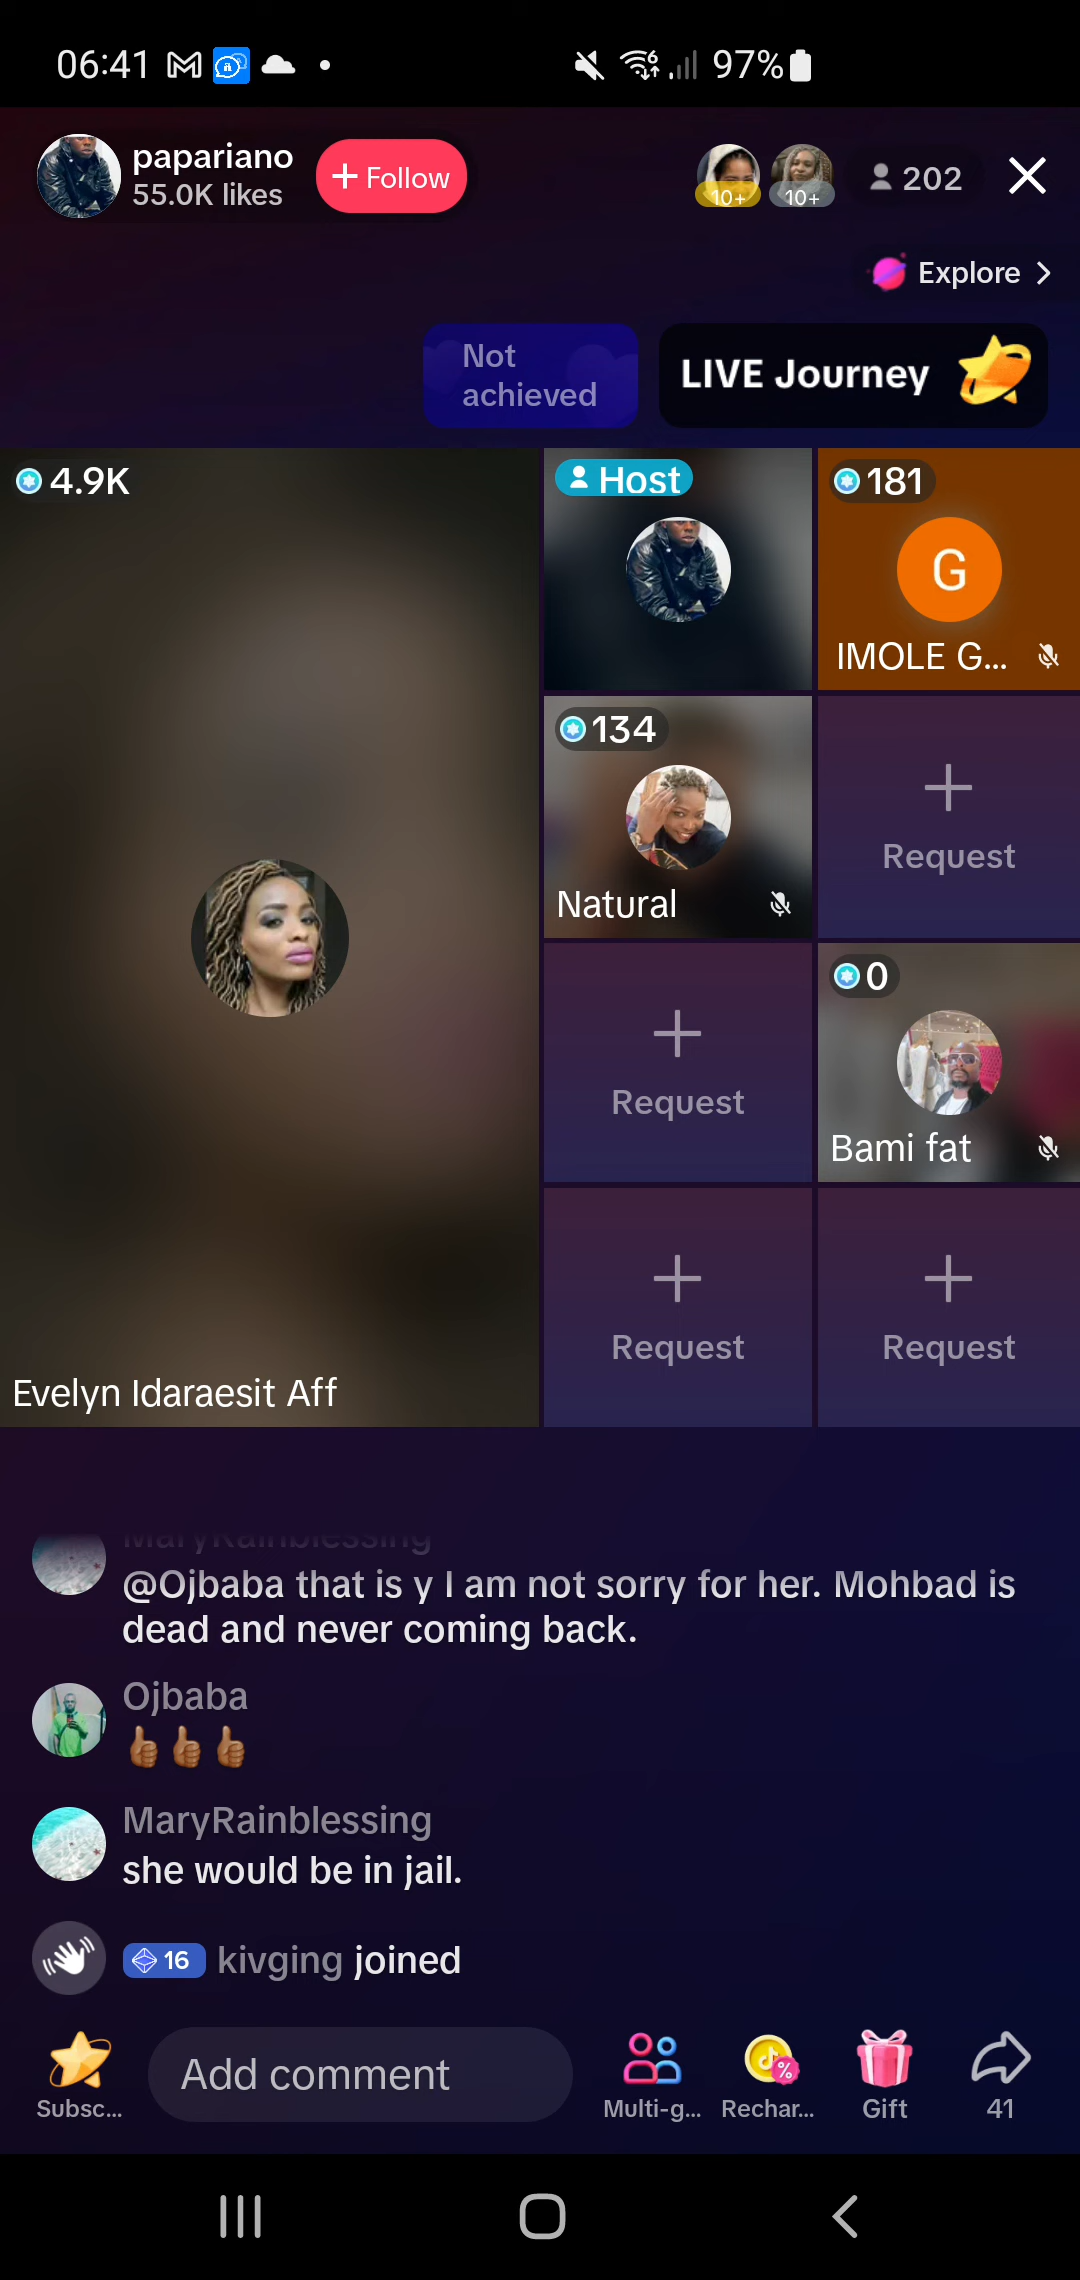 06:41
97%
papariano
55.0K likes
+ Follow
10+
10+
202
Explore
Not
achieved
LIVE Journey
4.9K
Host
181
G
IMOLE G...
134
Natural
Request
Request
0
Bami fat
Request
Request
Evelyn Idaraesit Aff
MaryRainblessing
@Ojbaba that is y I am not sorry for her. Mohbad is
dead and never coming back.
Ojbaba
👍🏾👍🏾👍🏾
MaryRainblessing
she would be in jail.
16 kivging joined
Add comment
Subsc...
Multi-g...
Rechar...
Gift
41